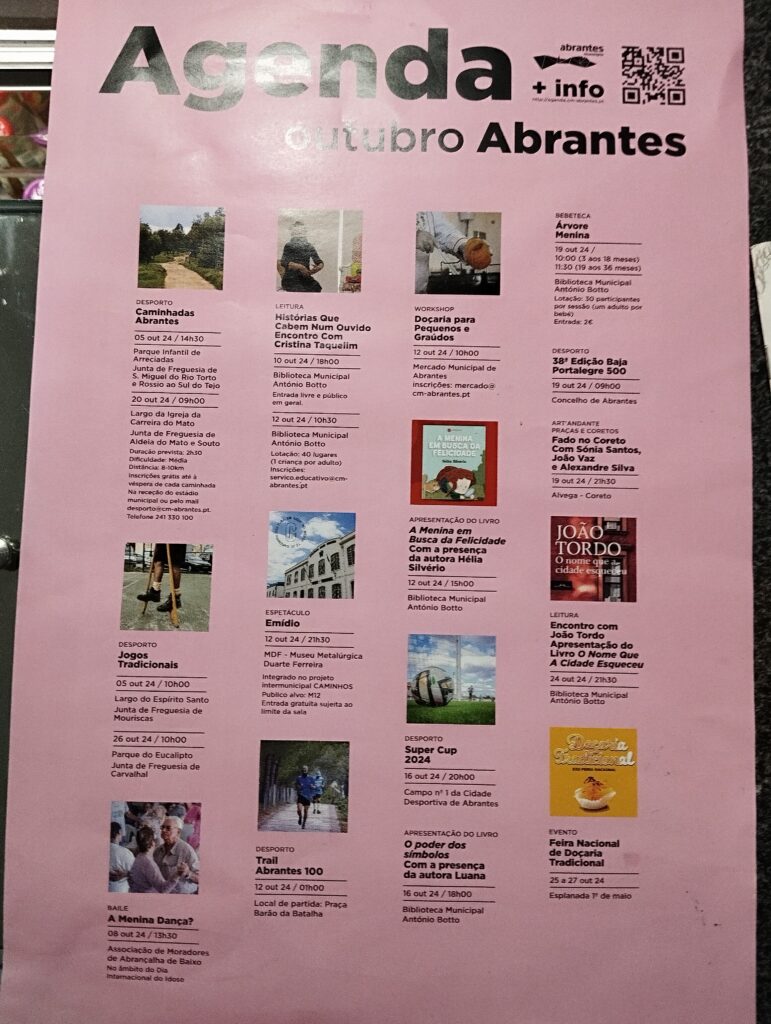 Agenda
outubro Abrantes
abrantes
+ info
http://agenda.cm-abrantes.pt
DESPORTO
Caminhadas
Abrantes
05 out 24 / 14h30
Parque Infantil de
Arreciadas
Junta de Freguesia de
S. Miguel do Rio Torto
e Rossio ao Sul do Tejo
20 out 24 / 09h00
Largo da Igreja da
Carreira do Mato
Junta de Freguesia de
Aldeia do Mato e Souto
Duração prevista: 2h30
Dificuldade: Média
Distância: 8-10km
Inscrições grátis até à
véspera de cada caminhada
Na receção do estádio
municipal ou pelo mail
desporto@cm-abrantes.pt.
Telefone 241 330 100
DESPORTO
Jogos
Tradicionais
05 out 24 / 10h00
Largo do Espírito Santo
Junta de Freguesia de
Mouriscas
26 out 24 / 10h00
Parque do Eucalipto
Junta de Freguesia de
Carvalhal
BAILE
A Menina Dança?
08 out 24 / 13h30
Associação de Moradores
de Abrançalha de Baixo
No âmbito do Dia
Internacional do Idoso
LEITURA
Histórias Que
Cabem Num Ouvido
Encontro Com
Cristina Taquelim
10 out 24 / 18h00
Biblioteca Municipal
António Botto
Entrada livre e público
em geral.
12 out 24 / 10h30
Biblioteca Municipal
António Botto
Lotação: 40 lugares
(1 criança por adulto)
Inscrições:
servico.educativo@cm-
abrantes.pt
ESPETÁCULO
Emídio
12 out 24 / 21h30
MDF - Museu Metalúrgica
Duarte Ferreira
Integrado no projeto
intermunicipal CAMINHOS
Publico alvo: M12
Entrada gratuita sujeita ao
limite da sala
DESPORTO
Trail
Abrantes 100
12 out 24 / 01h00
Local de partida: Praça
Barão da Batalha
WORKSHOP
Doçaria para
Pequenos e
Graúdos
12 out 24 / 10h00
Mercado Municipal de
Abrantes
inscrições: mercado@
cm-abrantes.pt
A MENINA
EM BUSCA DA
FELICIDADE
APRESENTAÇÃO DO LIVRO
A Menina em
Busca da Felicidade
Com a presença
da autora Hélia
Silvério
12 out 24 / 15h00
Biblioteca Municipal
António Botto
DESPORTO
Super Cup
2024
16 out 24 / 20h00
Campo nº 1 da Cidade
Desportiva de Abrantes
APRESENTAÇÃO DO LIVRO
O poder dos
símbolos
Com a presença
da autora Luana
16 out 24 / 18h00
Biblioteca Municipal
António Botto
BEBETECA
Árvore
Menina
19 out 24 /
10:00 (3 aos 18 meses)
11:30 (19 aos 36 meses)
Biblioteca Municipal
António Botto
Lotação: 30 participantes
por sessão (um adulto por
bebé)
Entrada: 2€
DESPORTO
38ª Edição Baja
Portalegre 500
19 out 24 / 09h00
Concelho de Abrantes
ART'ANDANTE
PRAÇAS E CORETOS
Fado no Coreto
Com Sónia Santos,
João Vaz
e Alexandre Silva
19 out 24 / 21h30
Alvega - Coreto
JOÃO
TORDO
O nome que a
cidade esqueceu
LEITURA
Encontro com
João Tordo
Apresentação do
Livro O Nome Que
A Cidade Esqueceu
24 out 24 / 21h30
Biblioteca Municipal
António Botto
Doçaria
Tradicional
EVENTO
Feira Nacional
de Doçaria
Tradicional
25 a 27 out 24
Esplanada 1º de maio